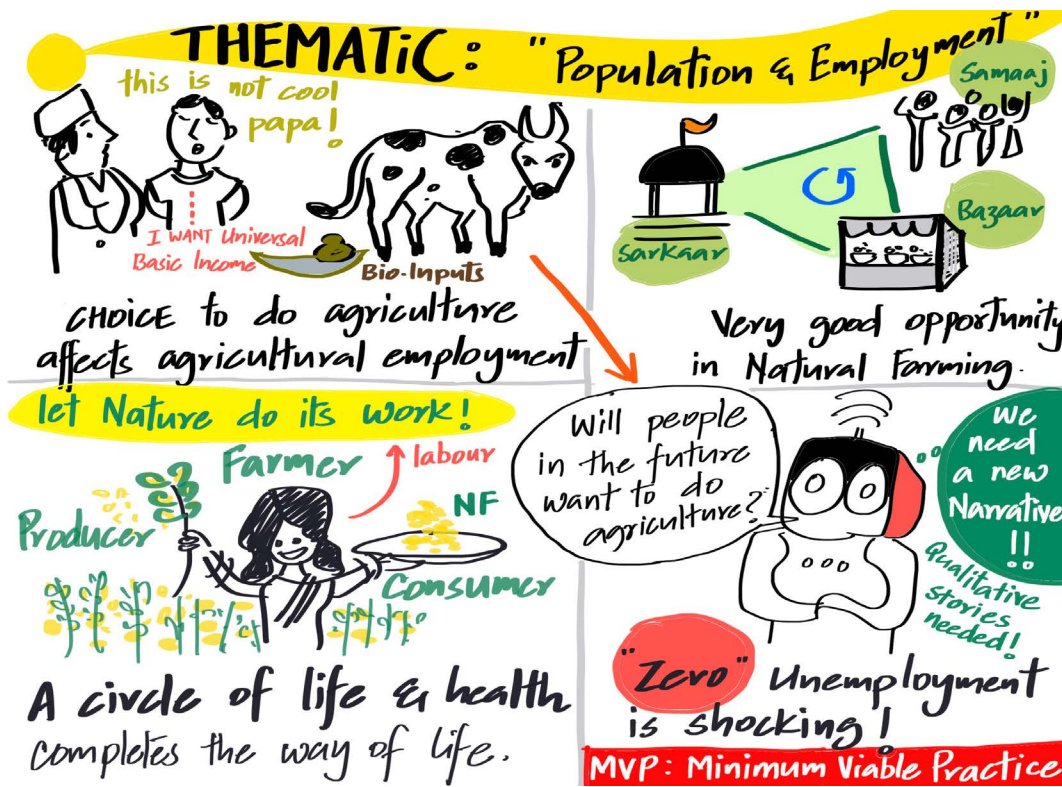 THEMATiC: "Population & Employment"
this is not cool
papa!
I WANT Universal
Basic Income
Bio-Inputs
CHOICE to do agriculture
affects agricultural employment
Samaaj
Sarkaar
Bazaar
Very good opportunity
in Natural Farming.
let Nature do its work!
Farmer
labour
Producer
NF
Consumer
A circle of life & health
completes the way of life.
Will people
in the future
want to do
agriculture?
We
need
a new
Narrative
!!
Qualitative
stories
needed!
"Zero" Unemployment
is shocking!
MVP: Minimum Viable Practice